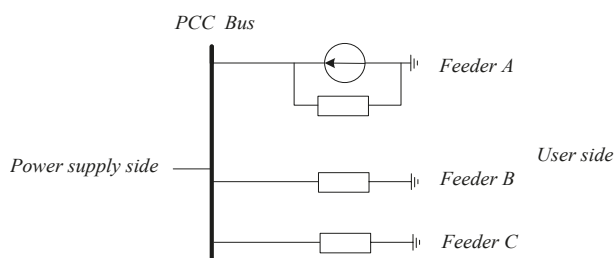 PCC Bus
Feeder A
Power supply side
User side
Feeder B
Feeder C